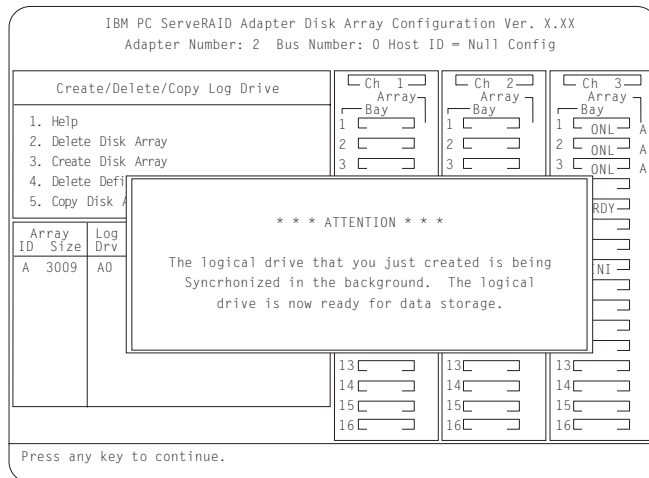 IBM PC ServeRAID Adapter Disk Array Configuration Ver. X.XX
Adapter Number: 2 Bus Number: 0 Host ID = Null Config
Create/Delete/Copy Log Drive
1. Help
2. Delete Disk Array
3. Create Disk Array
4. Delete Defi
5. Copy Disk A
Array Log
ID Size Drv
A 3009 A0
Ch 1
Array
Bay
1
2
3
13
14
15
16
Ch 2
Array
Bay
1
2
3
13
14
15
16
Ch 3
Array
Bay
1 ONL A
2 ONL A
3 ONL A
RDY
INI
13
14
15
16
* * * ATTENTION * * *
The logical drive that you just created is being
Syncrhonized in the background. The logical
drive is now ready for data storage.
Press any key to continue.